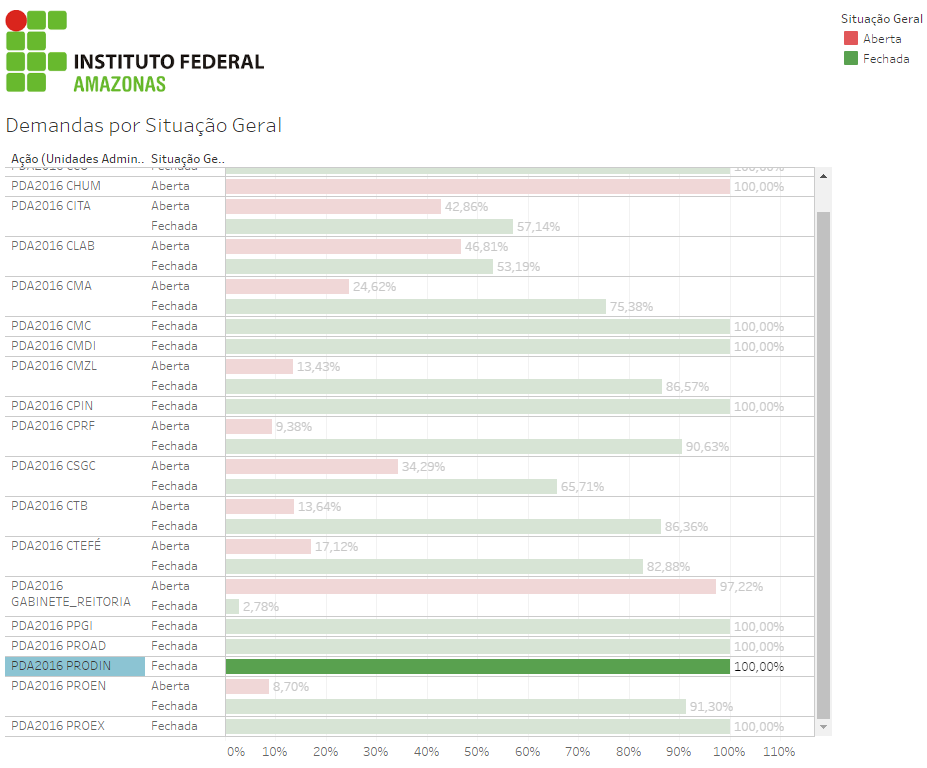 INSTITUTO FEDERAL
AMAZONAS
Situação Geral
Aberta
Fechada
Demandas por Situação Geral
Ação (Unidades Admin.. Situação Ge..
Fechada 100,00%
PDA2016 CHUM Aberta 100,00%
PDA2016 CITA Aberta 42,86%
Fechada 57,14%
PDA2016 CLAB Aberta 46,81%
Fechada 53,19%
PDA2016 CMA Aberta 24,62%
Fechada 75,38%
PDA2016 CMC Fechada 100,00%
PDA2016 CMDI Fechada 100,00%
PDA2016 CMZL Aberta 13,43%
Fechada 86,57%
PDA2016 CPIN Fechada 100,00%
PDA2016 CPRF Aberta 9,38%
Fechada 90,63%
PDA2016 CSGC Aberta 34,29%
Fechada 65,71%
PDA2016 CTB Aberta 13,64%
Fechada 86,36%
PDA2016 CTEFÉ Aberta 17,12%
Fechada 82,88%
PDA2016 Aberta 97,22%
GABINETE_REITORIA Fechada 2,78%
PDA2016 PPGI Fechada 100,00%
PDA2016 PROAD Fechada 100,00%
PDA2016 PRODIN Fechada 100,00%
PDA2016 PROEN Aberta 8,70%
Fechada 91,30%
PDA2016 PROEX Fechada 100,00%
0% 10% 20% 30% 40% 50% 60% 70% 80% 90% 100% 110%